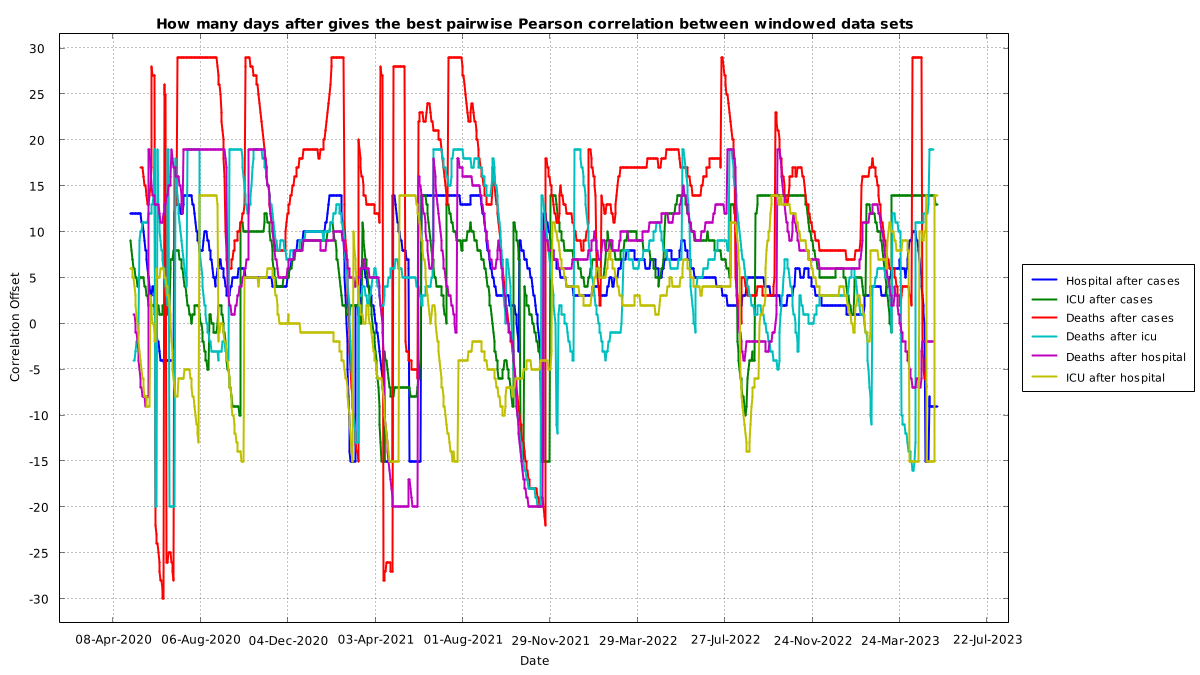 How many days after gives the best pairwise Pearson correlation between windowed data sets
30
25
20
15
10
5
0
-5
-10
-15
-20
-25
-30
Correlation Offset
08-Apr-2020 06-Aug-2020 04-Dec-2020 03-Apr-2021 01-Aug-2021 29-Nov-2021 29-Mar-2022 27-Jul-2022 24-Nov-2022 24-Mar-2023 22-Jul-2023
Date
Hospital after cases
ICU after cases
Deaths after cases
Deaths after icu
Deaths after hospital
ICU after hospital